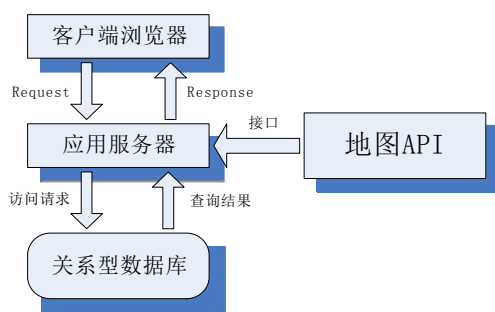 客户端浏览器
Request
Response
应用服务器
接口
地图API
访问请求
查询结果
关系型数据库